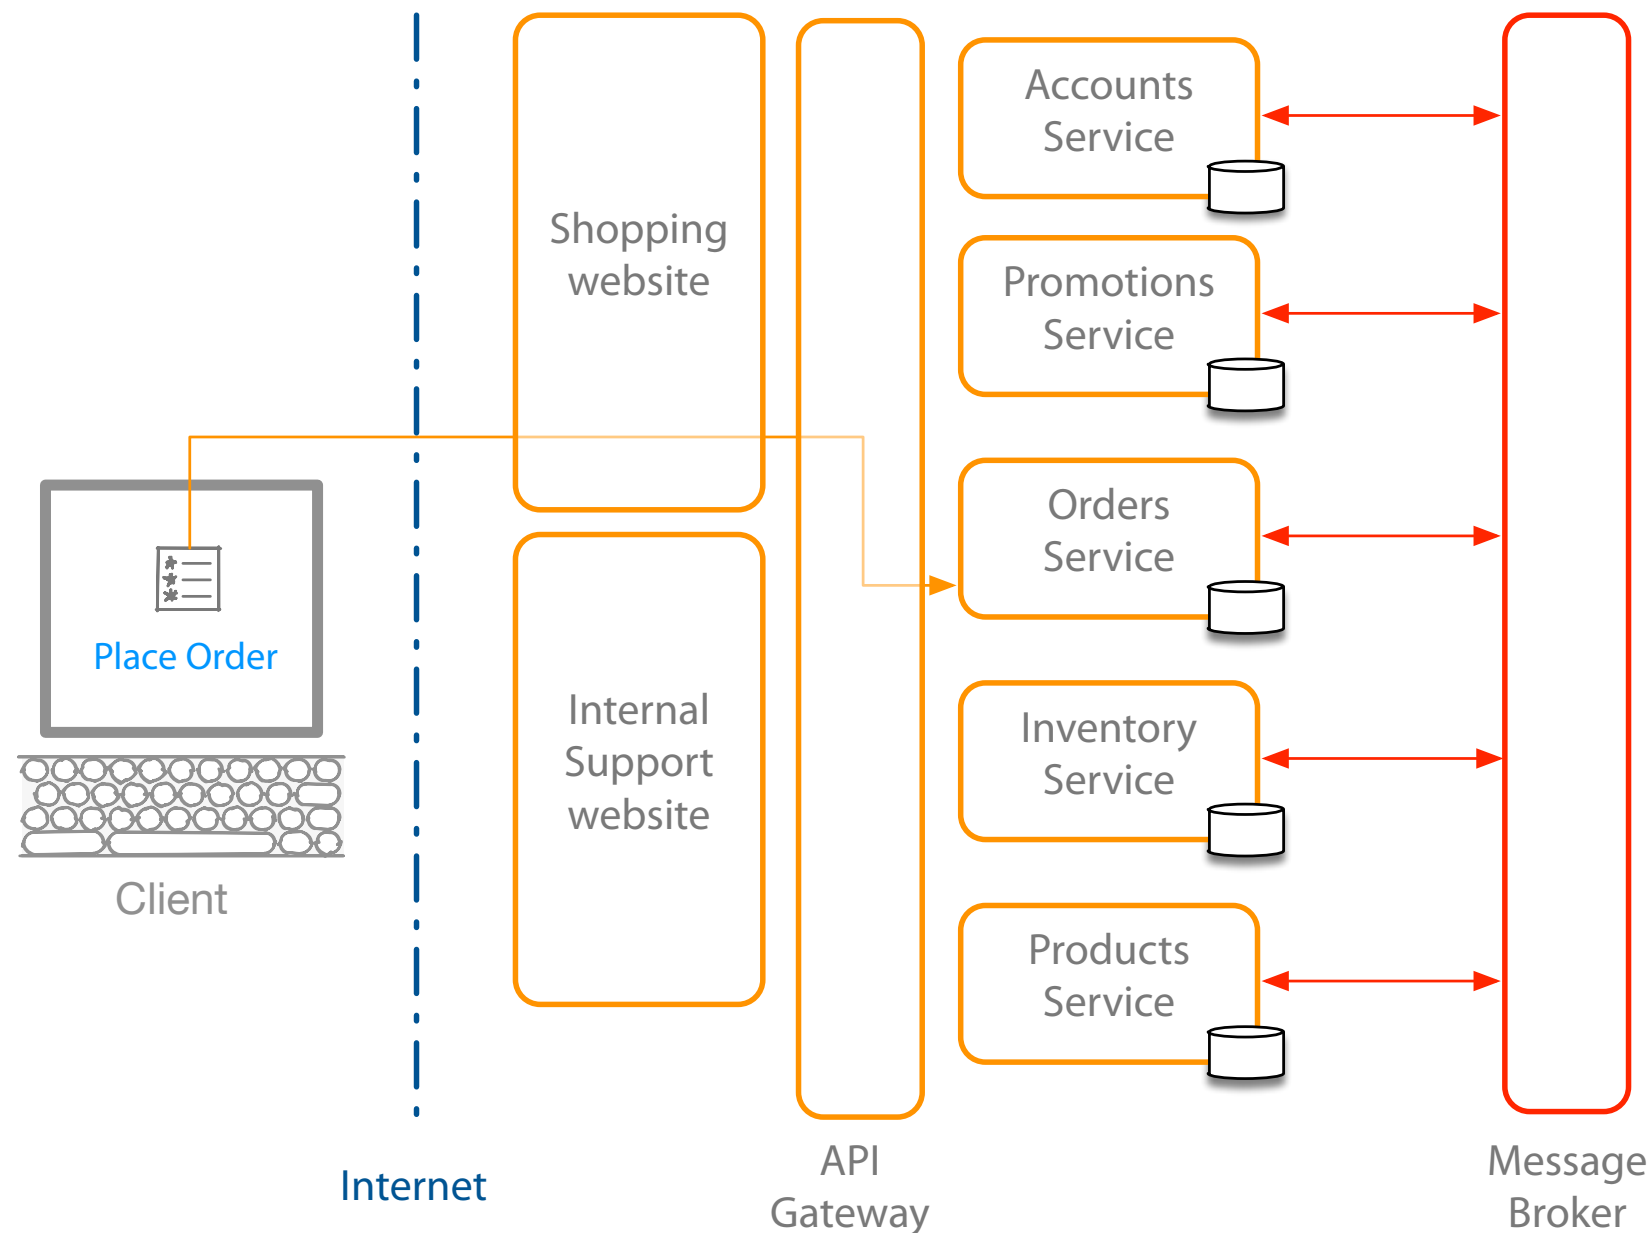 Accounts
Service
Shopping
website
Promotions
Service
Orders
Service
Place Order
Internal
Support
website
Inventory
Service
Client
Products
Service
Internet
API
Gateway
Message
Broker